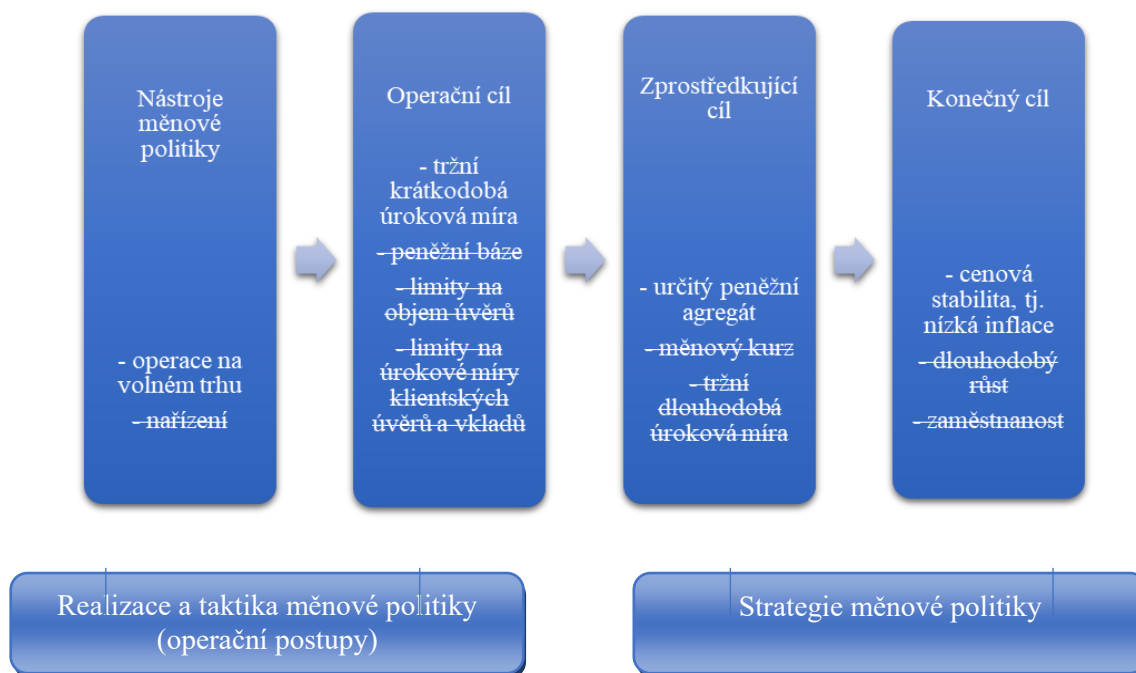 Nástroje
měnové
politiky
- operace na
volném trhu
- nařízení
Operační cíl
- tržní
krátkodobá
úroková míra
- peněžní báze
- limity na
objem úvěrů
- limity na
úrokové míry
klientských
úvěrů a vkladů
Zprostředkující
cíl
- určitý peněžní
agregát
- měnový kurz
- tržní
dlouhodobá
úroková míra
Konečný cíl
- cenová
stabilita, tj.
nízká inflace
- dlouhodobý
růst
- zaměstnanost
Realizace a taktika měnové politiky
(operační postupy)
Strategie měnové politiky